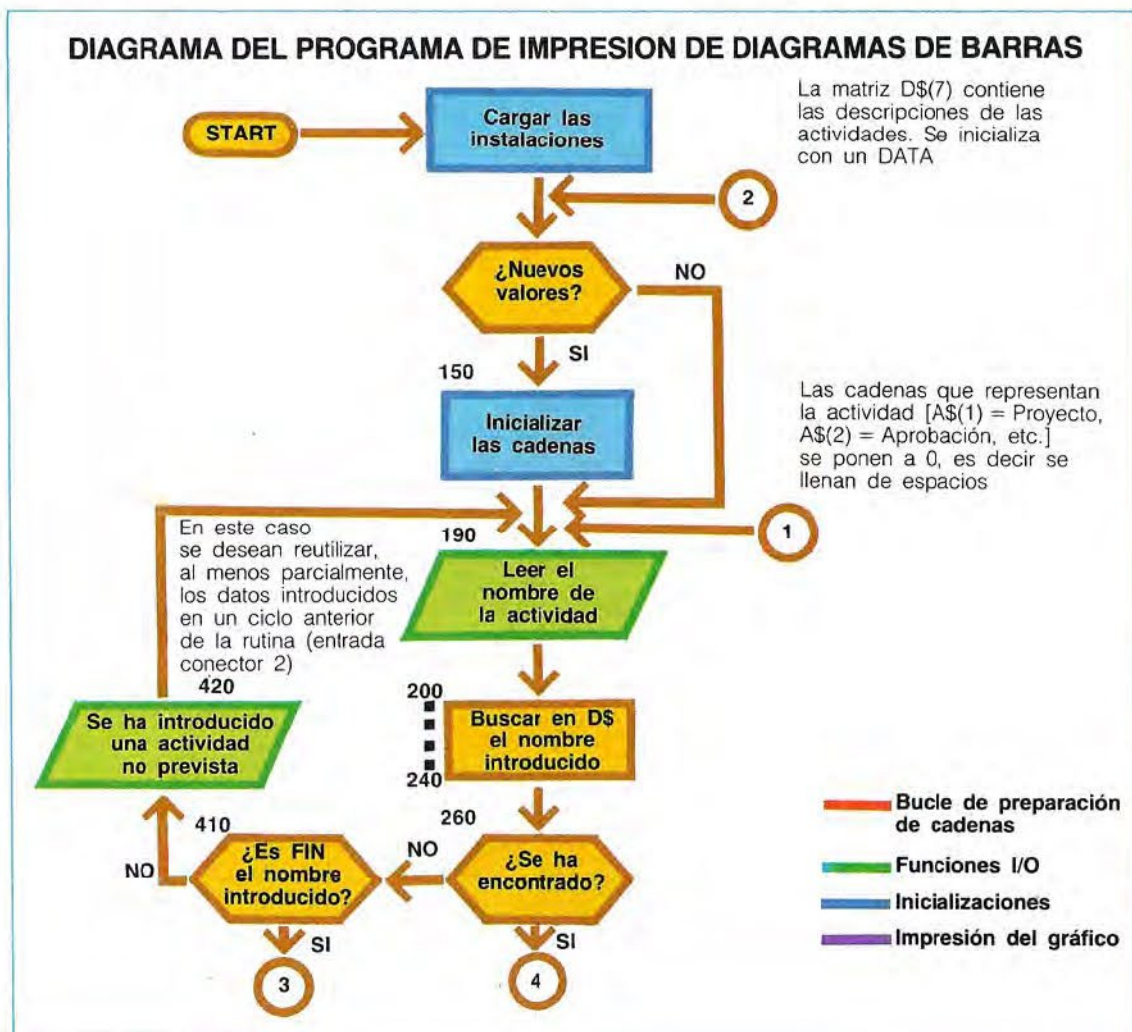 DIAGRAMA DEL PROGRAMA DE IMPRESION DE DIAGRAMAS DE BARRAS
START
Cargar las
instalaciones
La matriz D$(7) contiene
las descripciones de las
actividades. Se inicializa
con un DATA
2
¿Nuevos
valores?
NO
SI
150
Inicializar
las cadenas
Las cadenas que representan
la actividad [A$(1) = Proyecto,
A$(2) = Aprobación, etc.]
se ponen a 0, es decir se
llenan de espacios
1
En este caso
se desean reutilizar,
al menos parcialmente,
los datos introducidos
en un ciclo anterior
de la rutina (entrada
conector 2)
190
Leer el
nombre de
la actividad
420
Se ha introducido
una actividad
no prevista
200
240
Buscar en D$
el nombre
introducido
410
NO
¿Es FIN
el nombre
introducido?
SI
3
260
NO
¿Se ha
encontrado?
SI
4
Bucle de preparación
de cadenas
Funciones I/O
Inicializaciones
Impresión del gráfico